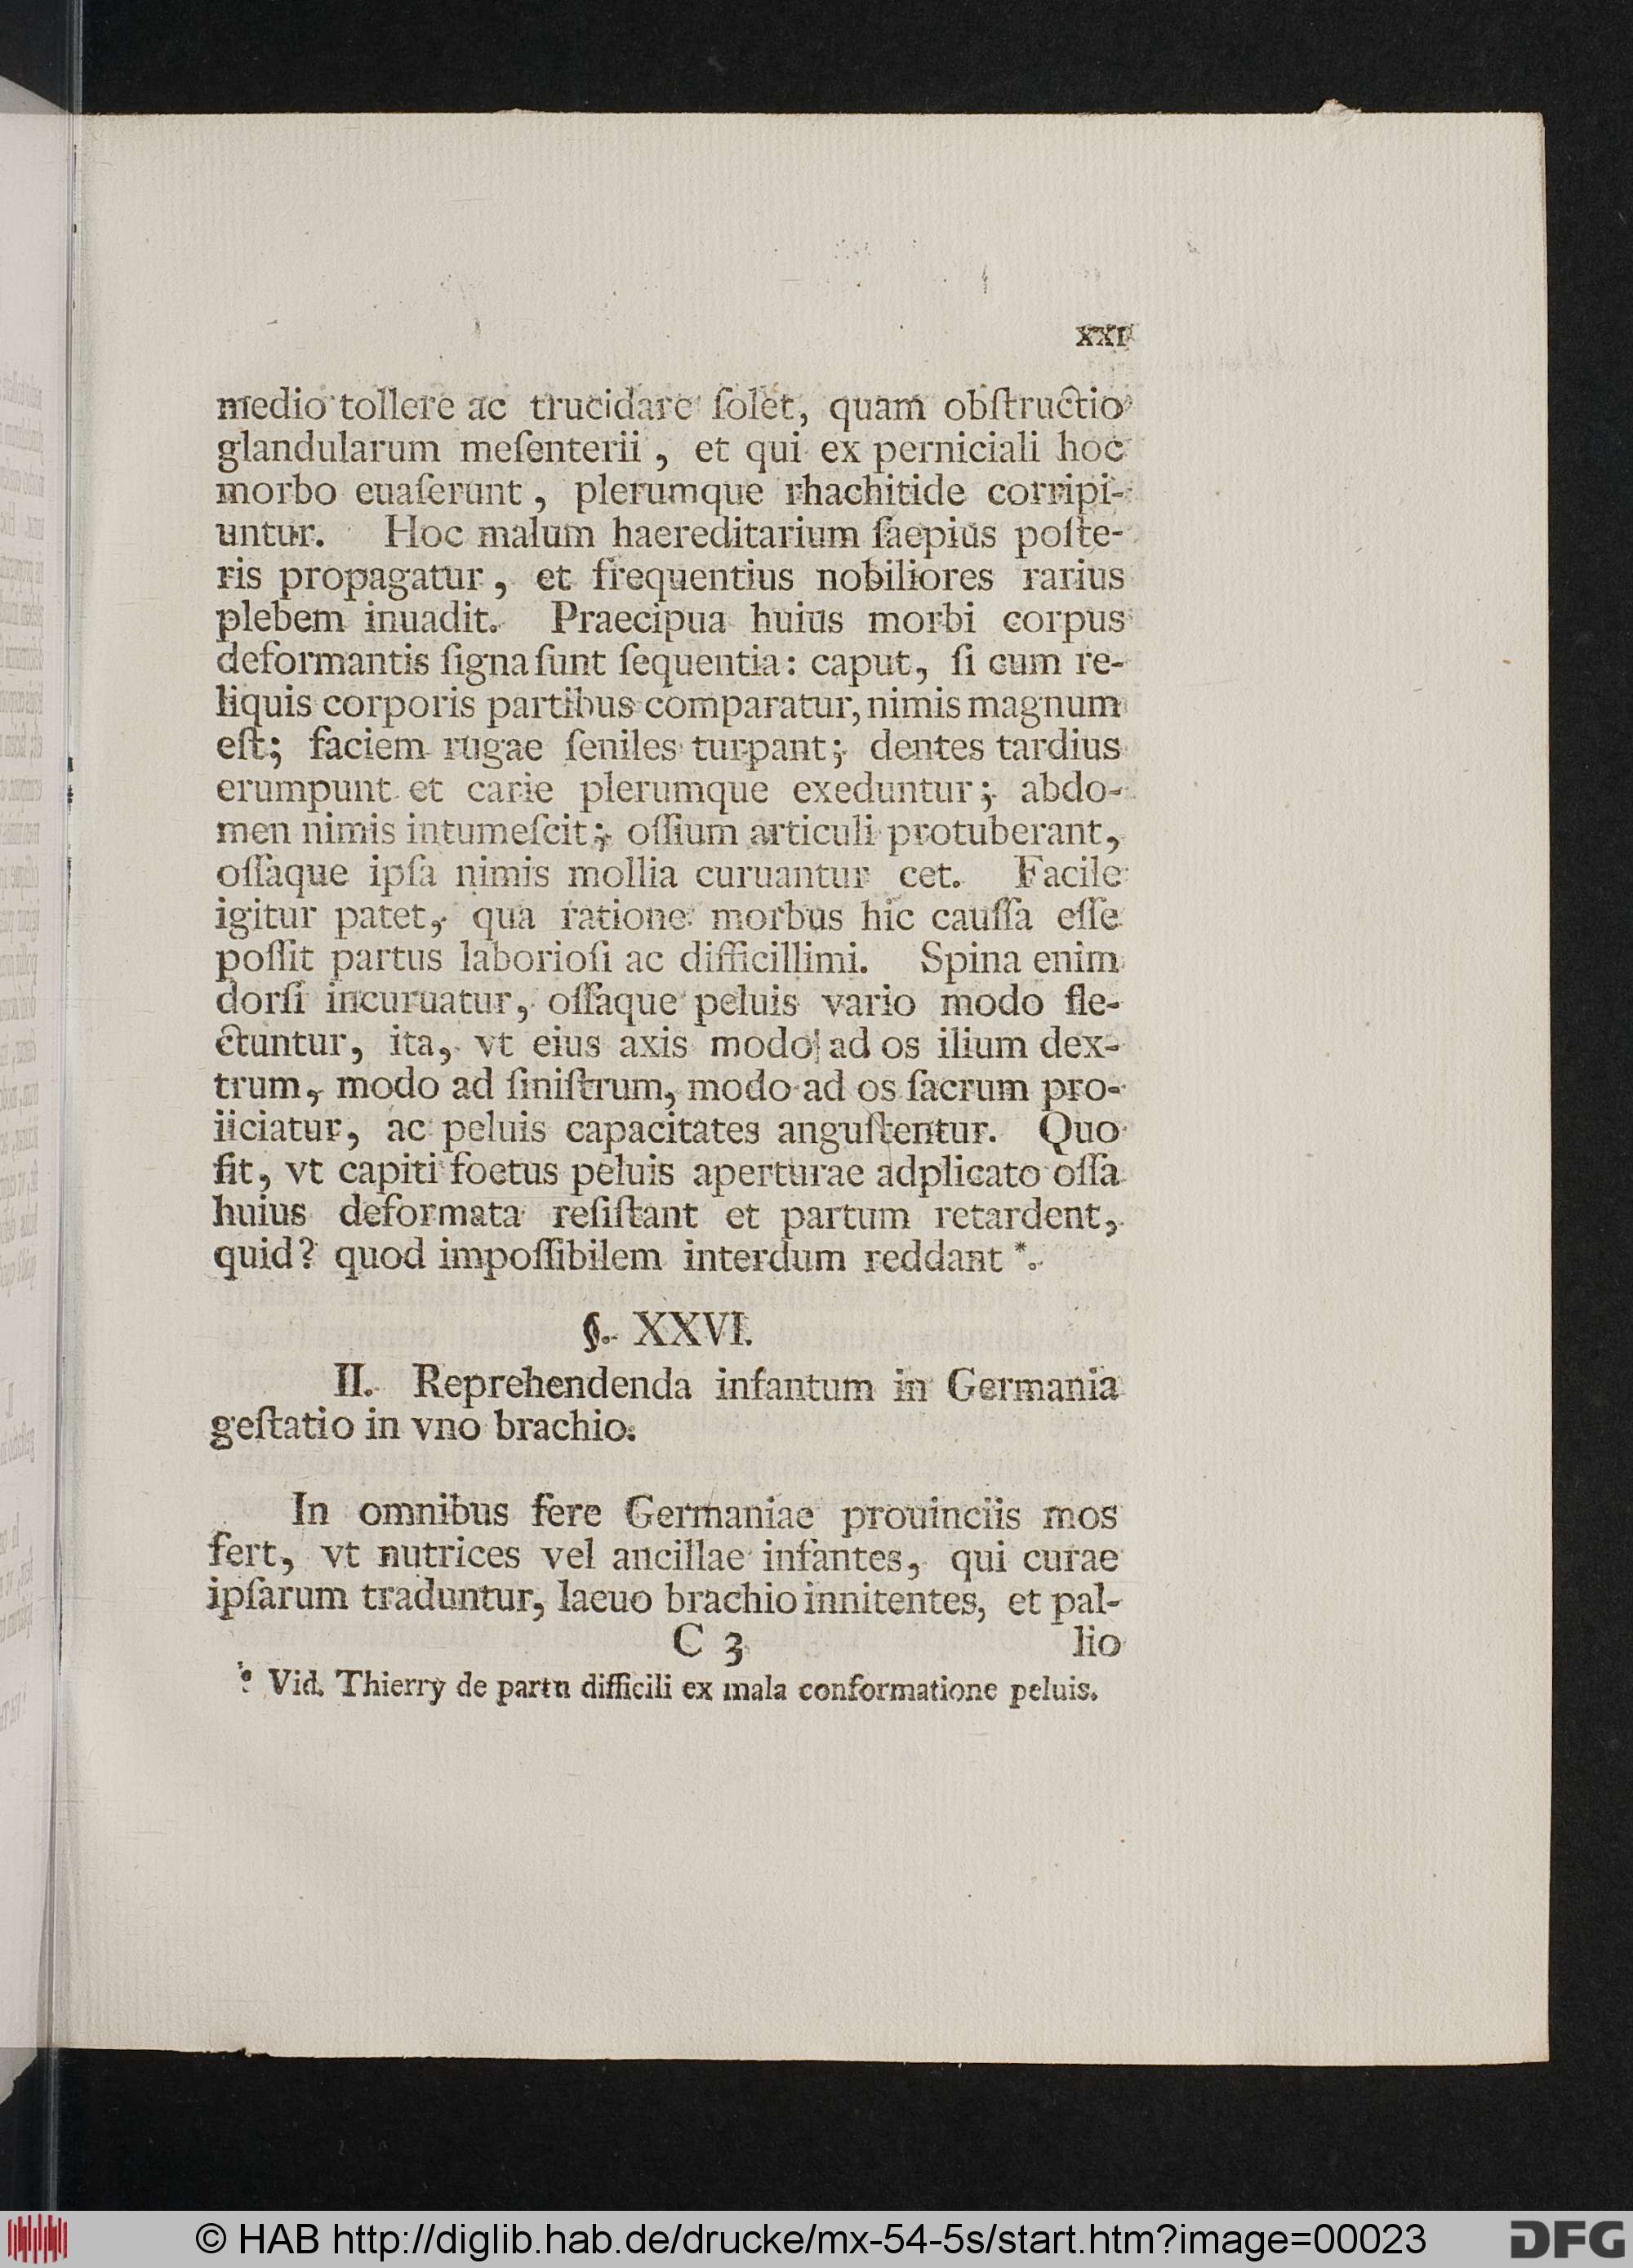 XXI
medio tollere ac trucidare ſolet, quam obſtructio
glandularum meſenterii, et qui ex perniciali hoc
morbo euaſerunt, plerumque rhachitide corripi-
untur. Hoc malum haereditarium ſaepius poſte-
ris propagatur, et frequentius nobiliores rarius
plebem inuadit. Praecipua huius morbi corpus
deformantis ſigna ſunt ſequentia: caput, ſi cum re-
liquis corporis partibus comparatur, nimis magnum
eſt; faciem rugae ſeniles turpant; dentes tardius
erumpunt et carie plerumque exeduntur; abdo-
men nimis intumeſcit; oſſium articuli protuberant,
oſſaque ipſa nimis mollia curuantur cet. Facile
igitur patet, qua ratione morbus hic cauſſa eſſe
poſſit partus laborioſi ac difficillimi. Spina enim
dorſi incuruatur, oſſaque peluis vario modo fle-
ctuntur, ita, vt eius axis modo ad os ilium dex-
trum, modo ad ſiniſtrum, modo ad os ſacrum pro-
iiciatur, ac peluis capacitates anguſtentur. Quo
fit, vt capiti foetus peluis aperturae adplicato oſſa
huius deformata reſiſtant et partum retardent,
quid? quod impoſſibilem interdum reddant *.
§. XXVI.
II. Reprehendenda infantum in Germania
geſtatio in vno brachio.
In omnibus fere Germaniae prouinciis mos
fert, vt nutrices vel ancillae infantes, qui curae
ipſarum traduntur, laeuo brachio innitentes, et pal-
C 3 lio
* Vid. Thierry de partu difficili ex mala conformatione peluis.
© HAB http://diglib.hab.de/drucke/mx-54-5s/start.htm?image=00023
DFG